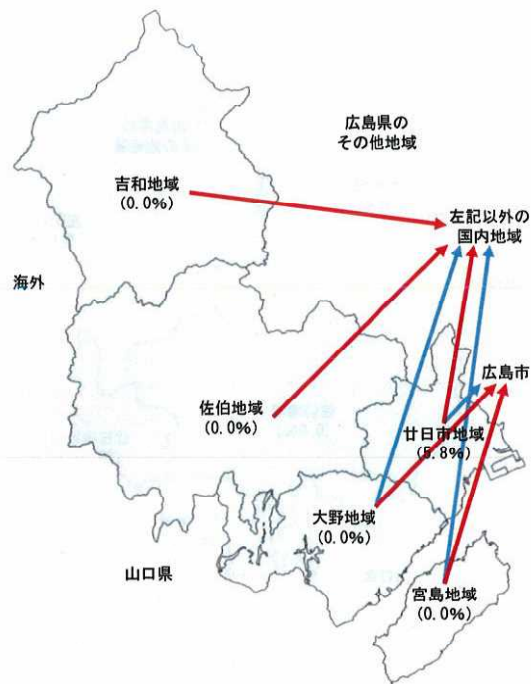 広島県の
その他地域
吉和地域
(0.0%)
左記以外の
国内地域
海外
広島市
佐伯地域
(0.0%)
廿日市地域
(5.8%)
大野地域
(0.0%)
山口県
宮島地域
(0.0%)